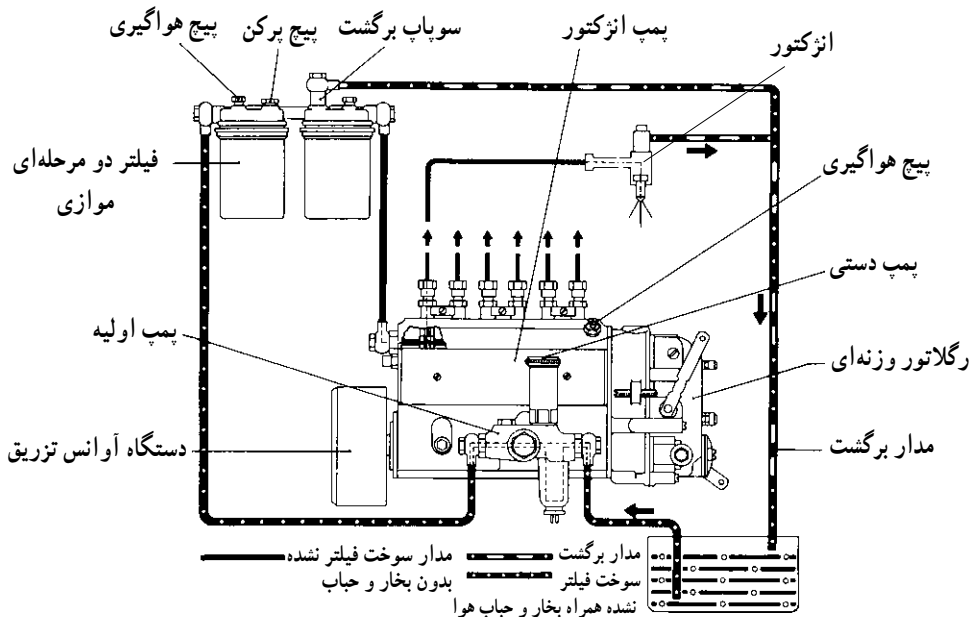 پیچ هواگیری
پیچ پرکن
سوپاپ برگشت
پمپ انژکتور
انژکتور
فیلتر دو مرحله‌ای
موازی
پیچ هواگیری
پمپ دستی
پمپ اولیه
رگلاتور وزنه‌ای
دستگاه آوانس تزریق
مدار برگشت
مدار برگشت
سوخت فیلتر
نشده همراه بخار و حباب هوا
مدار سوخت فیلتر نشده
بدون بخار و حباب